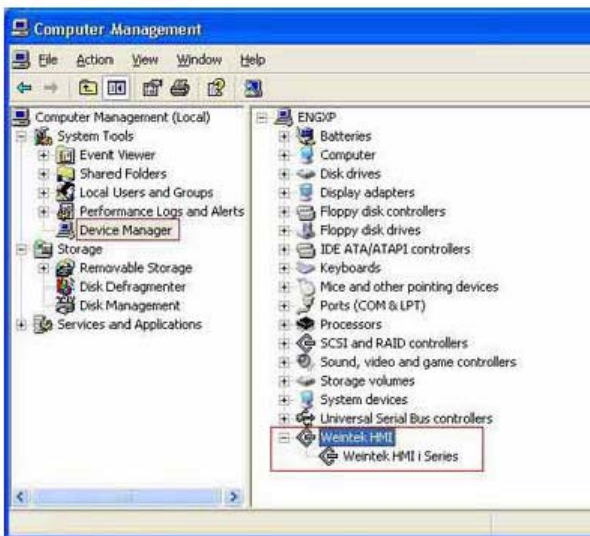 Computer Management
File Action View Window Help
Computer Management (Local)
System Tools
Event Viewer
Shared Folders
Local Users and Groups
Performance Logs and Alerts
Device Manager
Storage
Removable Storage
Disk Defragmenter
Disk Management
Services and Applications
ENGXP
Batteries
Computer
Disk drives
Display adapters
Floppy disk controllers
Floppy disk drives
IDE ATA/ATAPI controllers
Keyboards
Mice and other pointing devices
Ports (COM & LPT)
Processors
SCSI and RAID controllers
Sound, video and game controllers
Storage volumes
System devices
Universal Serial Bus controllers
Weintek HMI
Weintek HMI i Series